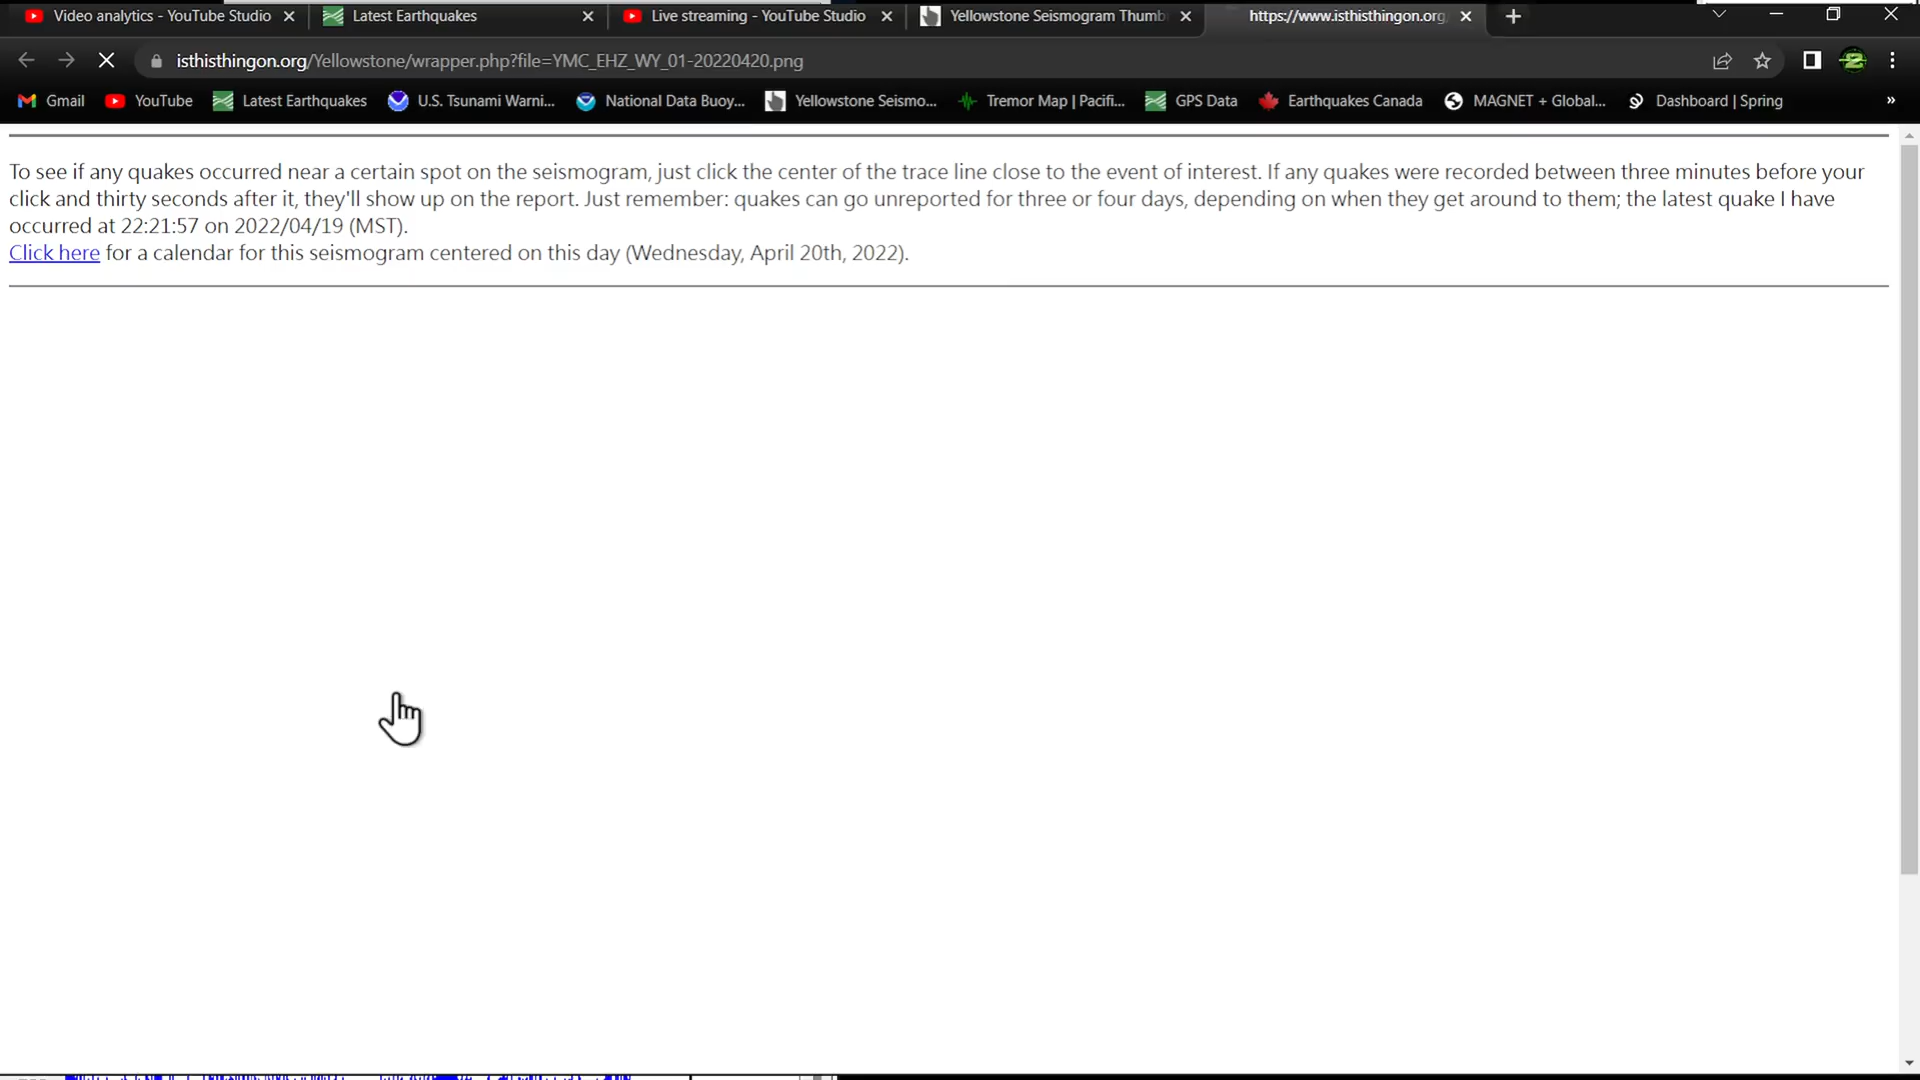 Video analytics - YouTube Studio
Latest Earthquakes
Live streaming - YouTube Studio
Yellowstone Seismogram Thumb
https://www.isthisthingon.org
isthisthingon.org/Yellowstone/wrapper.php?file=YMC_EHZ_WY_01-20220420.png
Gmail
YouTube
Latest Earthquakes
U.S. Tsunami Warni...
National Data Buoy...
Yellowstone Seismo...
Tremor Map | Pacifi...
GPS Data
Earthquakes Canada
MAGNET + Global...
Dashboard | Spring
»
To see if any quakes occurred near a certain spot on the seismogram, just click the center of the trace line close to the event of interest. If any quakes were recorded between three minutes before your
click and thirty seconds after it, they'll show up on the report. Just remember: quakes can go unreported for three or four days, depending on when they get around to them; the latest quake I have
occurred at 22:21:57 on 2022/04/19 (MST).
Click here for a calendar for this seismogram centered on this day (Wednesday, April 20th, 2022).